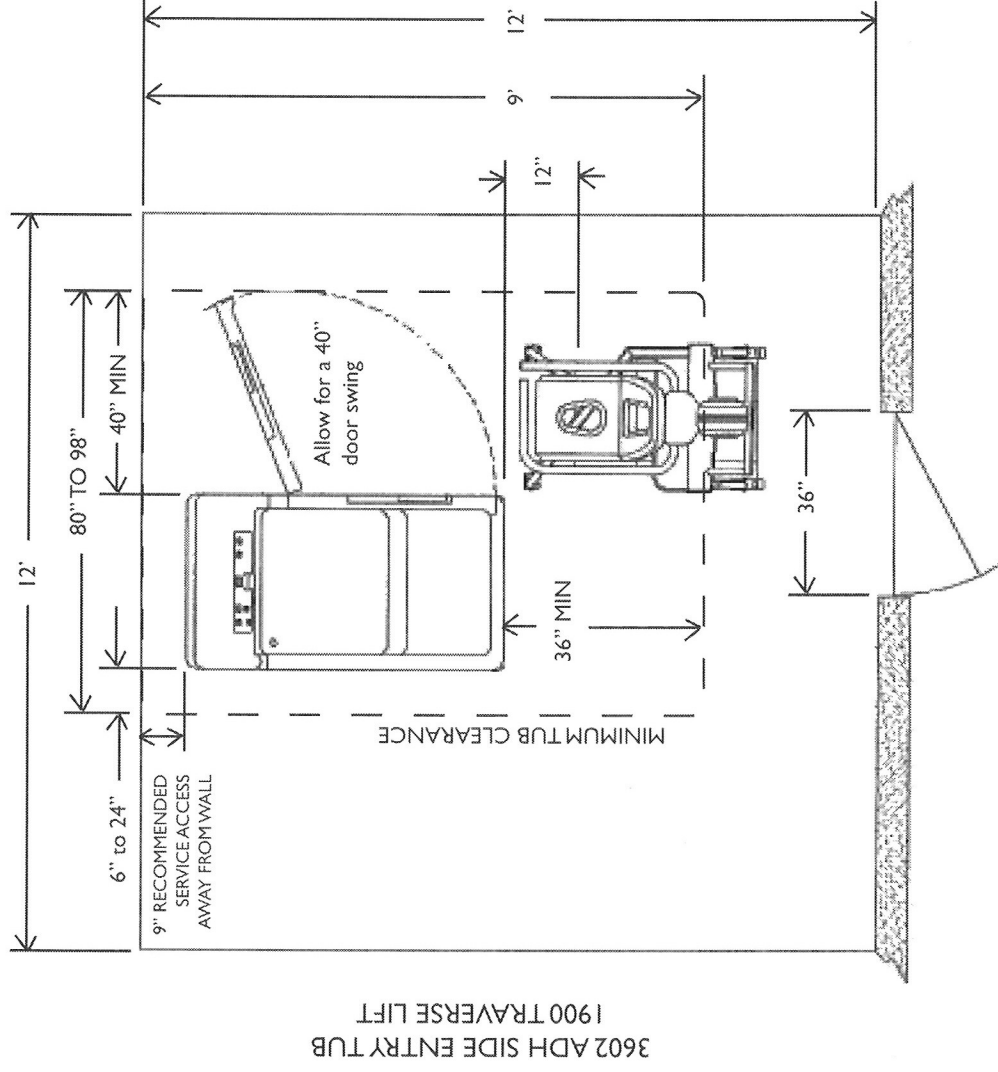 12'
80" TO 98"
40" MIN
6" to 24"
9" RECOMMENDED
SERVICE ACCESS
AWAY FROM WALL
Allow for a 40"
door swing
12'
9'
12"
36" MIN
36"
MINIMUM TUB CLEARANCE
3602 ADH SIDE ENTRY TUB
1900 TRAVERSE LIFT